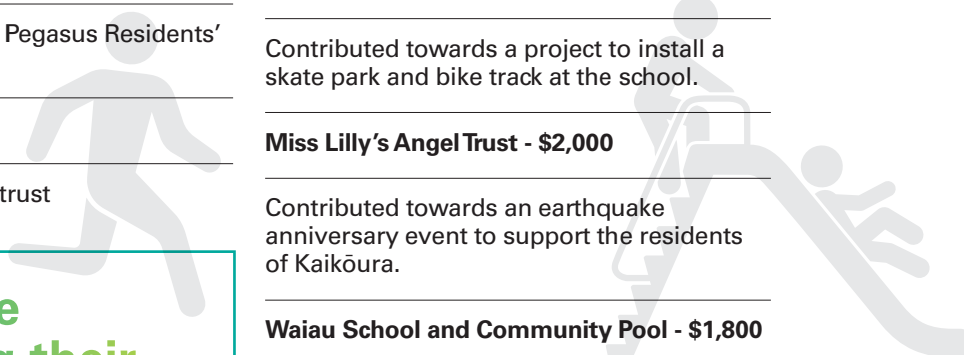 Pegasus Residents’
trust
e
g their
Contributed towards a project to install a
skate park and bike track at the school.
Miss Lilly’s Angel Trust - $2,000
Contributed towards an earthquake
anniversary event to support the residents
of Kaikōura.
Waiau School and Community Pool - $1,800